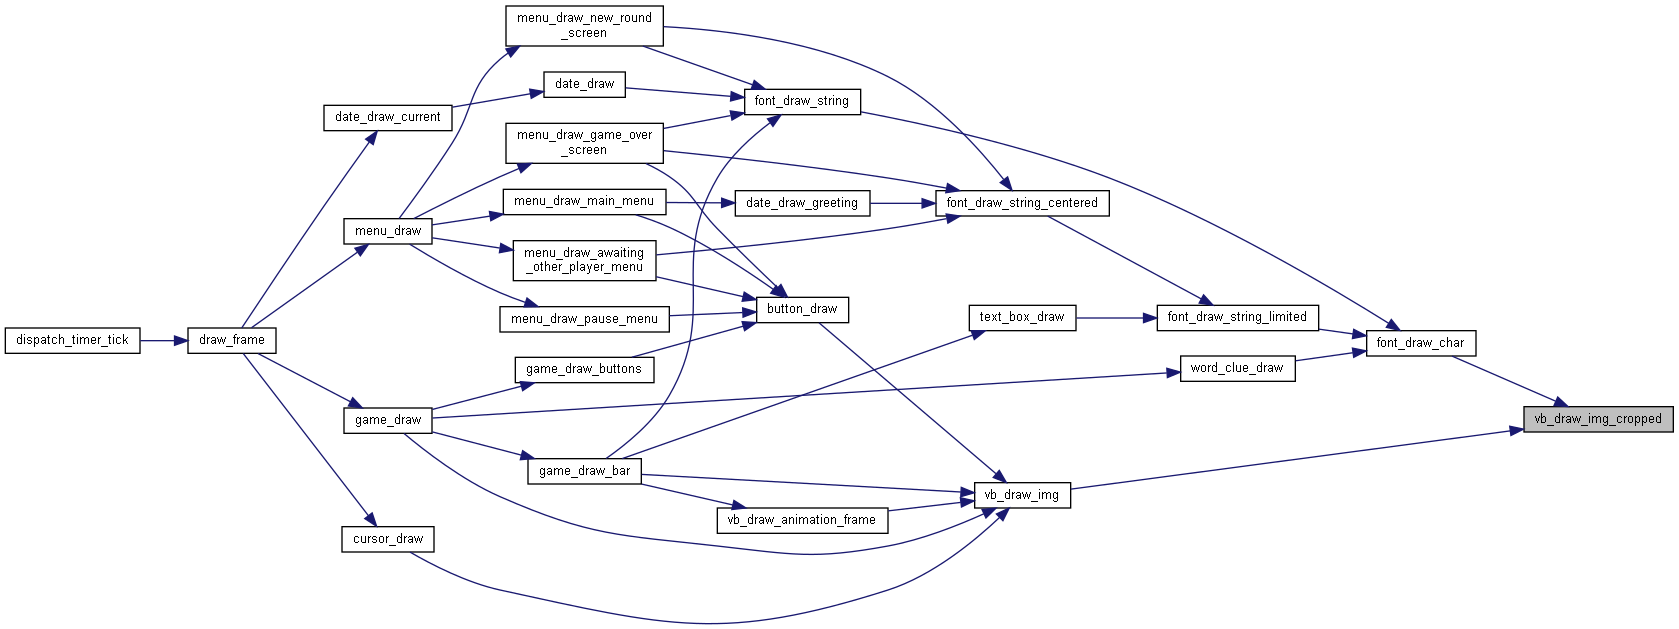 menu_draw_new_round
_screen
date_draw
font_draw_string
date_draw_current
menu_draw_game_over
_screen
menu_draw_main_menu
date_draw_greeting
font_draw_string_centered
menu_draw
menu_draw_awaiting
_other_player_menu
button_draw
menu_draw_pause_menu
text_box_draw
font_draw_string_limited
dispatch_timer_tick
draw_frame
font_draw_char
game_draw_buttons
word_clue_draw
game_draw
vb_draw_img_cropped
game_draw_bar
vb_draw_img
vb_draw_animation_frame
cursor_draw